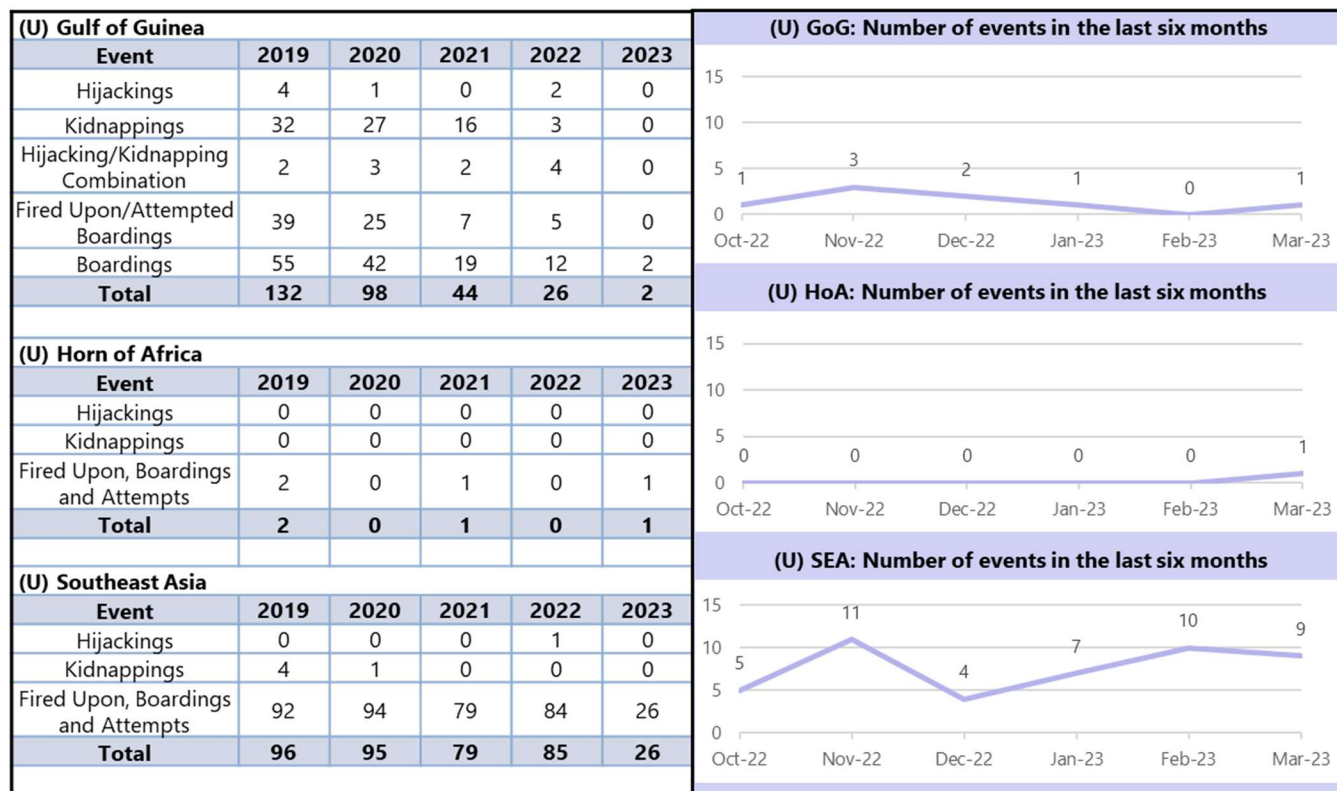 (U) Gulf of Guinea
Event 2019 2020 2021 2022 2023
Hijackings 4 1 0 2 0
Kidnappings 32 27 16 3 0
Hijacking/Kidnapping
Combination 2 3 2 4 0
Fired Upon/Attempted
Boardings 39 25 7 5 0
Boardings 55 42 19 12 2
Total 132 98 44 26 2
(U) Horn of Africa
Event 2019 2020 2021 2022 2023
Hijackings 0 0 0 0 0
Kidnappings 0 0 0 0 0
Fired Upon, Boardings
and Attempts 2 0 1 0 1
Total 2 0 1 0 1
(U) Southeast Asia
Event 2019 2020 2021 2022 2023
Hijackings 0 0 0 1 0
Kidnappings 4 1 0 0 0
Fired Upon, Boardings
and Attempts 92 94 79 84 26
Total 96 95 79 85 26
(U) GoG: Number of events in the last six months
15
10
5
0
1 3 2 1 0 1
Oct-22 Nov-22 Dec-22 Jan-23 Feb-23 Mar-23
(U) HoA: Number of events in the last six months
15
10
5
0
0 0 0 0 0 1
Oct-22 Nov-22 Dec-22 Jan-23 Feb-23 Mar-23
(U) SEA: Number of events in the last six months
15
10
5
0
5 11 4 7 10 9
Oct-22 Nov-22 Dec-22 Jan-23 Feb-23 Mar-23